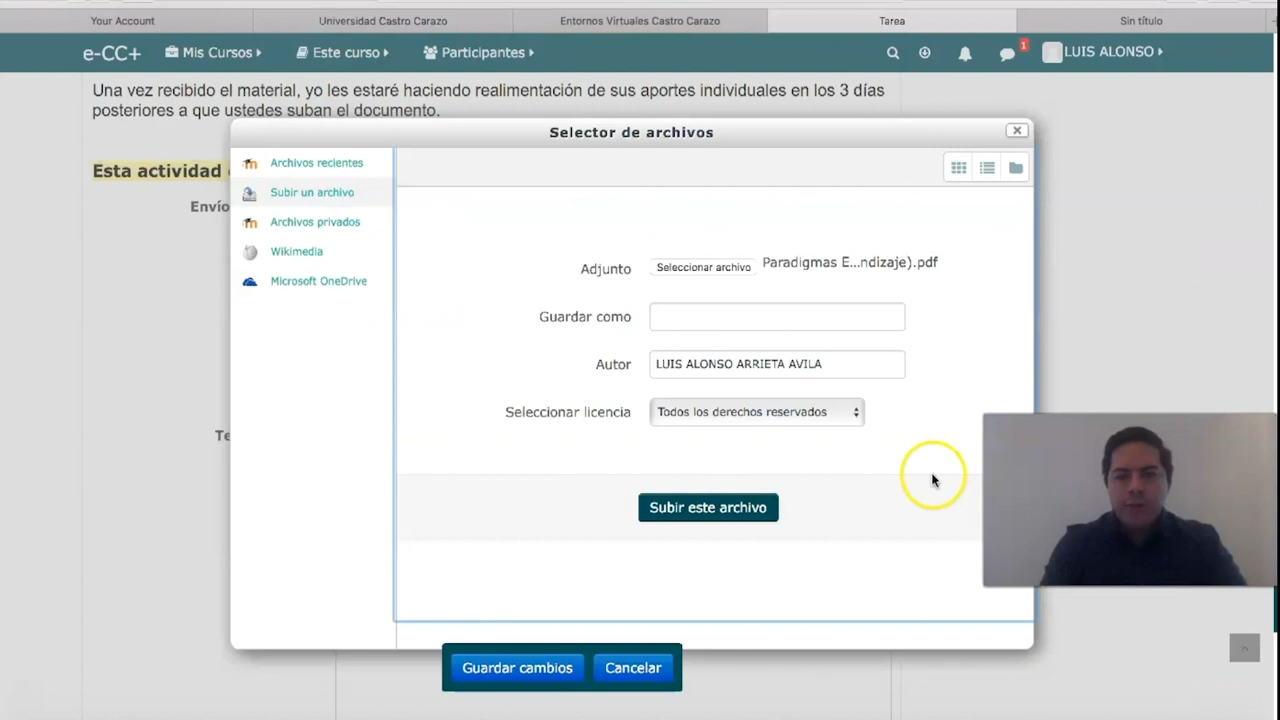 Your Account
Universidad Castro Carazo
Entornos Virtuales Castro Carazo
Tarea
Sin título
e-CC+
Mis Cursos
Este curso
Participantes
1
LUIS ALONSO
Una vez recibido el material, yo les estaré haciendo realimentación de sus aportes individuales en los 3 días
posteriores a que ustedes suban el documento.
Selector de archivos
Esta actividad
Envío
Te
Archivos recientes
Subir un archivo
Archivos privados
Wikimedia
Microsoft OneDrive
Adjunto
Seleccionar archivo
Paradigmas E...ndizaje).pdf
Guardar como
Autor
LUIS ALONSO ARRIETA AVILA
Seleccionar licencia
Todos los derechos reservados
Subir este archivo
Guardar cambios
Cancelar